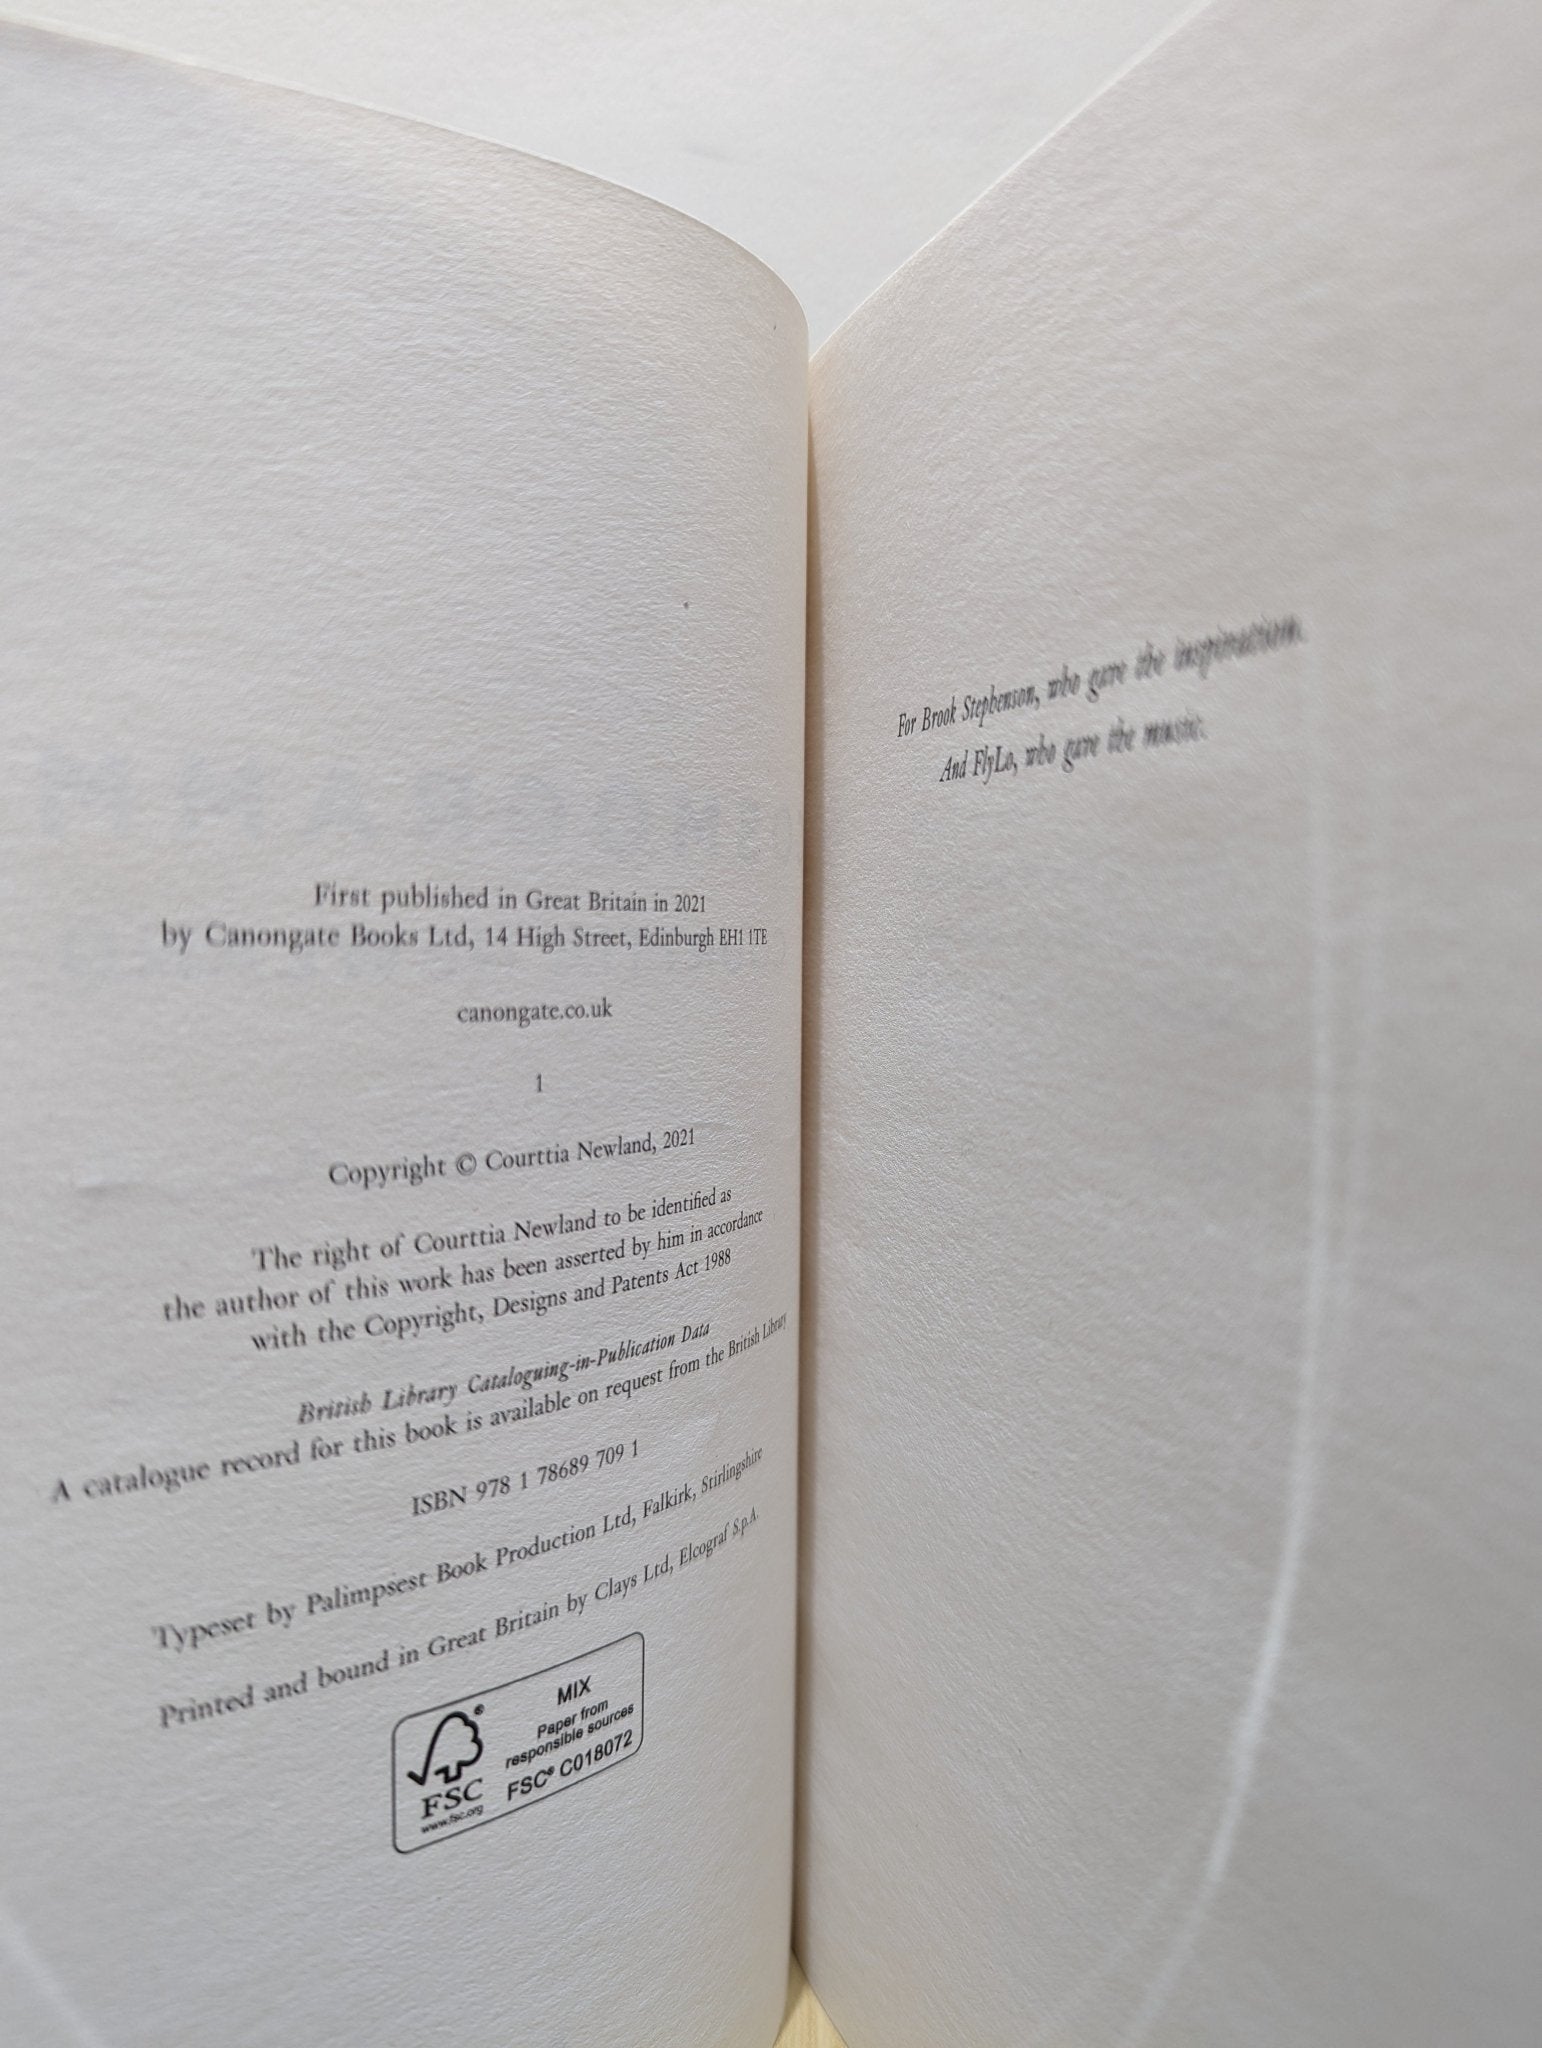 First published in Great Britain in 2021
by Canongate Books Ltd, 14 High Street, Edinburgh EH1 1TE
canongate.co.uk
1
Copyright © Courttia Newland, 2021
The right of Courttia Newland to be identified as
the author of this work has been asserted by him in accordance
with the Copyright, Designs and Patents Act 1988
British Library Cataloguing-in-Publication Data
A catalogue record for this book is available on request from the British Library
ISBN 978 1 78689 709 1
Typeset by Palimpsest Book Production Ltd, Falkirk, Stirlingshire
Printed and bound in Great Britain by Clays Ltd, Elcograf S.p.A.
FSC
www.fsc.org
®
MIX
Paper from
responsible sources
FSC® C018072
For Brook Stephenson, who gave the inspiration.
And FlyLo, who gave the music.